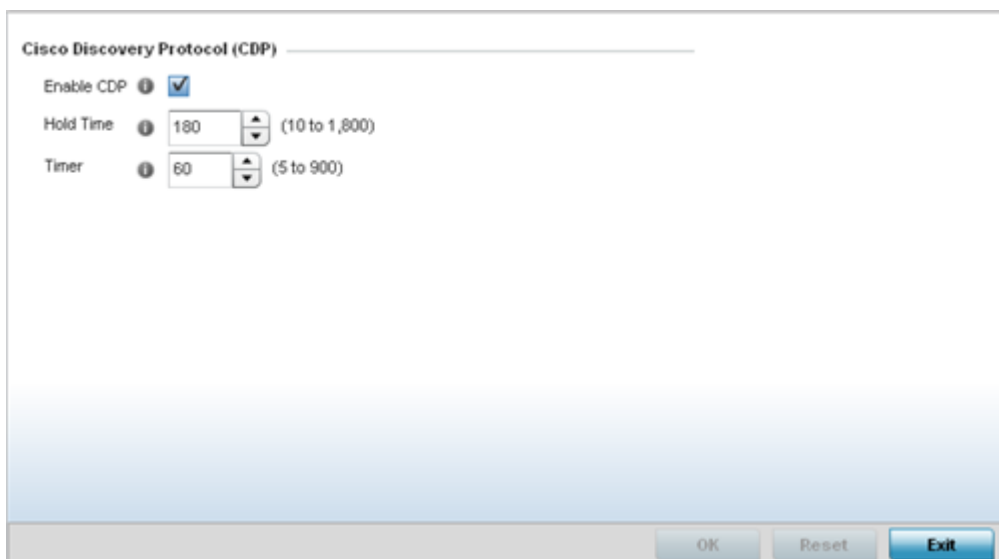 Cisco Discovery Protocol (CDP)
Enable CDP
Hold Time 180 (10 to 1,800)
Timer 60 (5 to 900)
OK Reset Exit